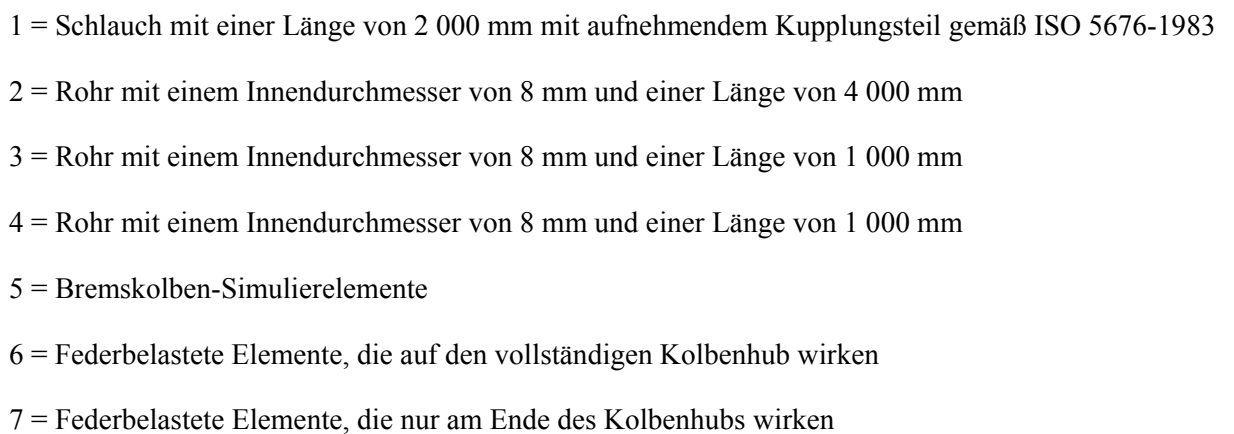 1 = Schlauch mit einer Länge von 2 000 mm mit aufnehmendem Kupplungsteil gemäß ISO 5676-1983
2 = Rohr mit einem Innendurchmesser von 8 mm und einer Länge von 4 000 mm
3 = Rohr mit einem Innendurchmesser von 8 mm und einer Länge von 1 000 mm
4 = Rohr mit einem Innendurchmesser von 8 mm und einer Länge von 1 000 mm
5 = Bremskolben-Simulierelemente
6 = Federbelastete Elemente, die auf den vollständigen Kolbenhub wirken
7 = Federbelastete Elemente, die nur am Ende des Kolbenhubs wirken